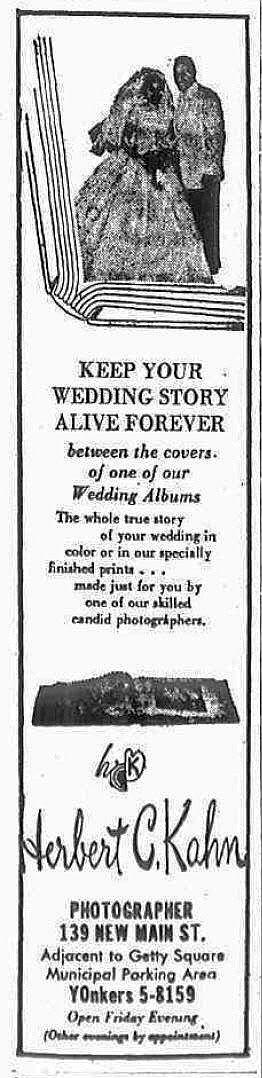 KEEP YOUR
WEDDING STORY
ALIVE FOREVER
between the covers
of one of our
Wedding Albums
The whole true story
of your wedding in
color or in our specially
finished prints . . .
made just for you by
one of our skilled
candid photographers.
hcK
Herbert C. Kahn
PHOTOGRAPHER
139 NEW MAIN ST.
Adjacent to Getty Square
Municipal Parking Area
YOnkers 5-8159
Open Friday Evening
(Other evenings by appointment)